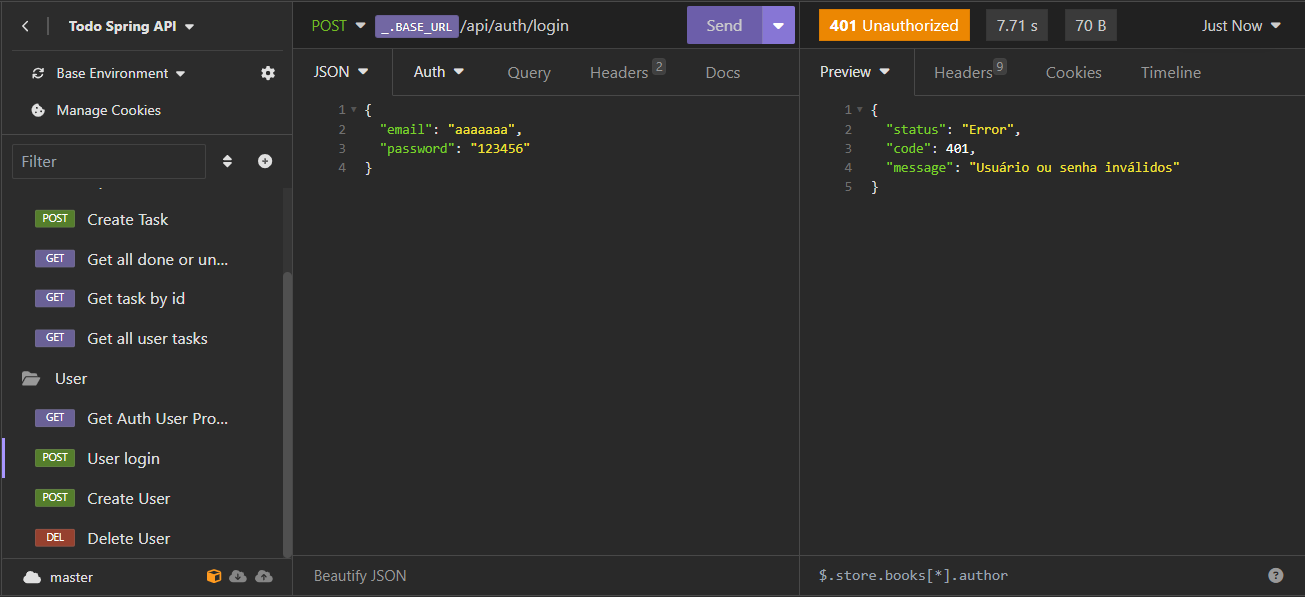 Todo Spring API
Base Environment
Manage Cookies
Filter
POST Create Task
GET Get all done or un...
GET Get task by id
GET Get all user tasks
User
GET Get Auth User Pro...
POST User login
POST Create User
DEL Delete User
master
POST _.BASE_URL /api/auth/login Send
JSON Auth Query Headers 2 Docs
1 {
2 "email": "aaaaaaa",
3 "password": "123456"
4 }
Beautify JSON
401 Unauthorized 7.71 s 70 B Just Now
Preview Headers 9 Cookies Timeline
1 {
2 "status": "Error",
3 "code": 401,
4 "message": "Usuário ou senha inválidos"
5 }
$.store.books[*].author ?